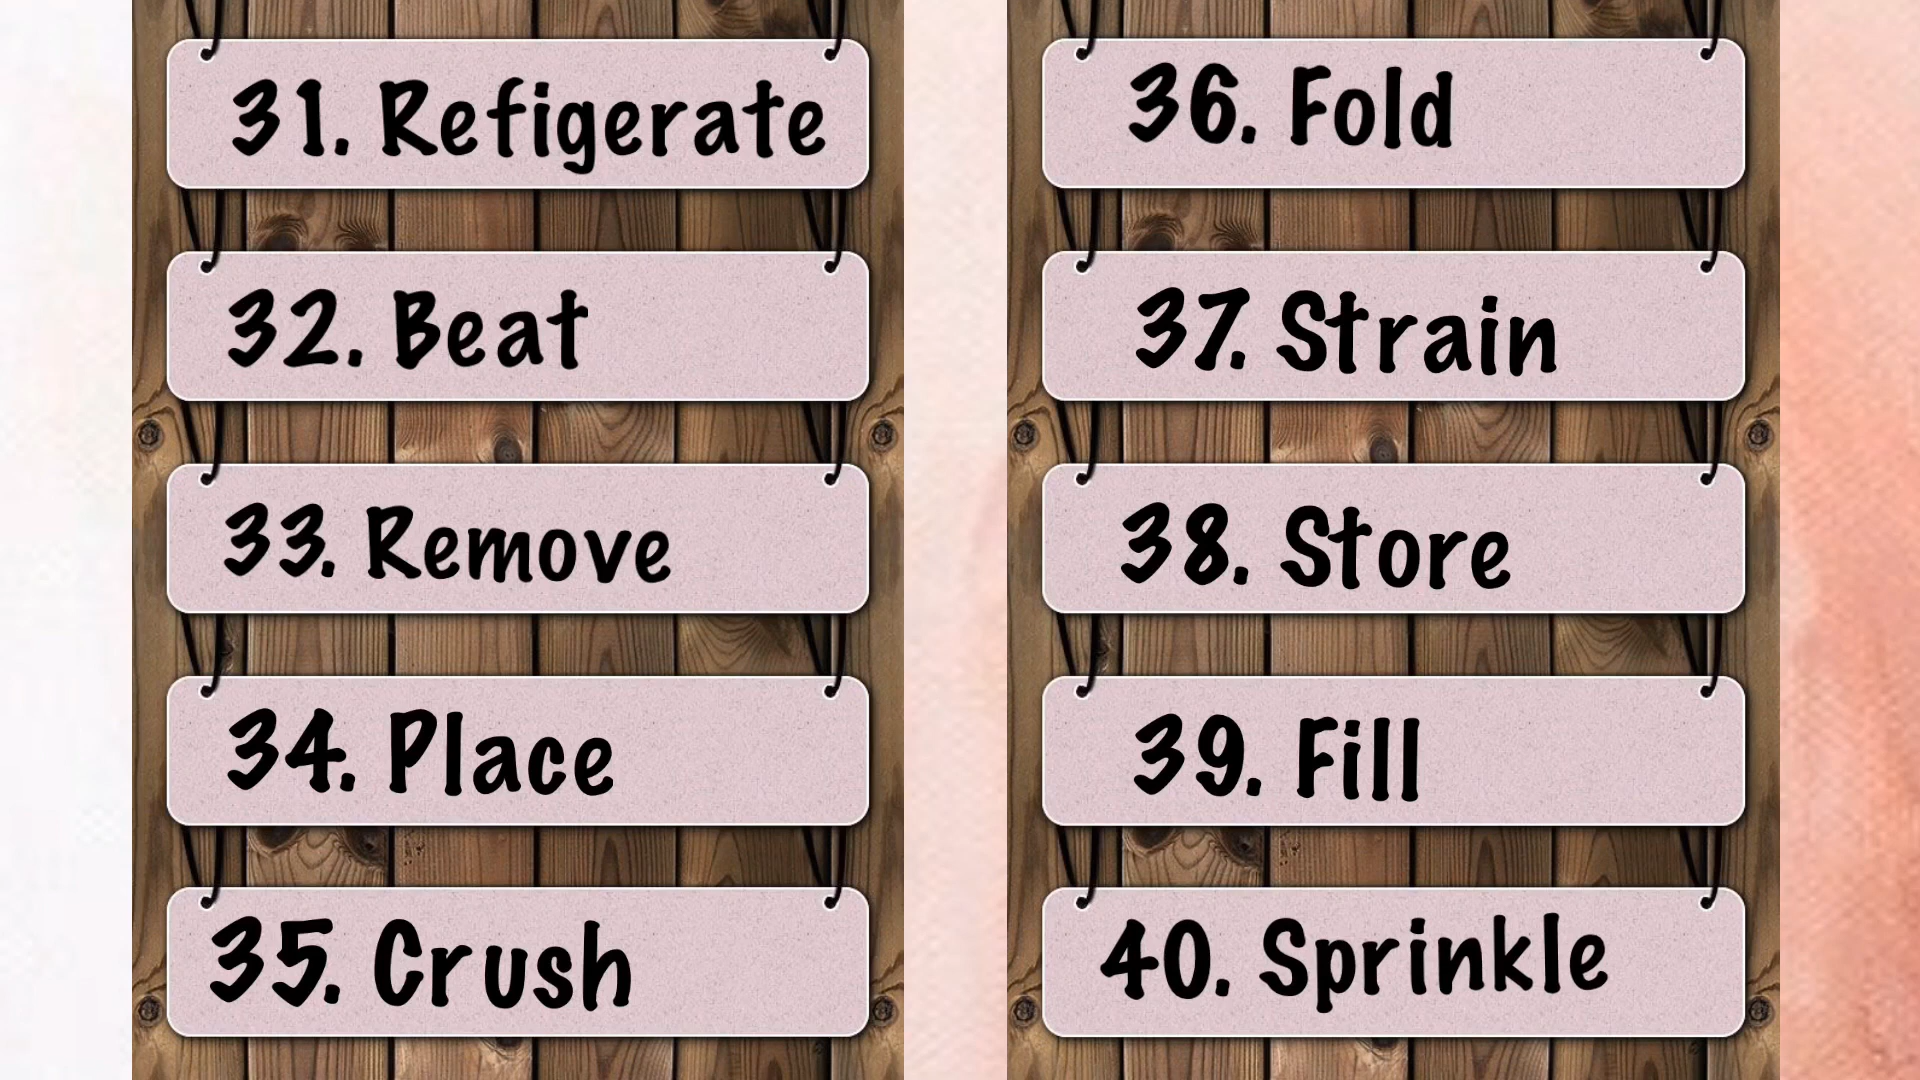 31. Refigerate
32. Beat
33. Remove
34. Place
35. Crush
36. Fold
37. Strain
38. Store
39. Fill
40. Sprinkle